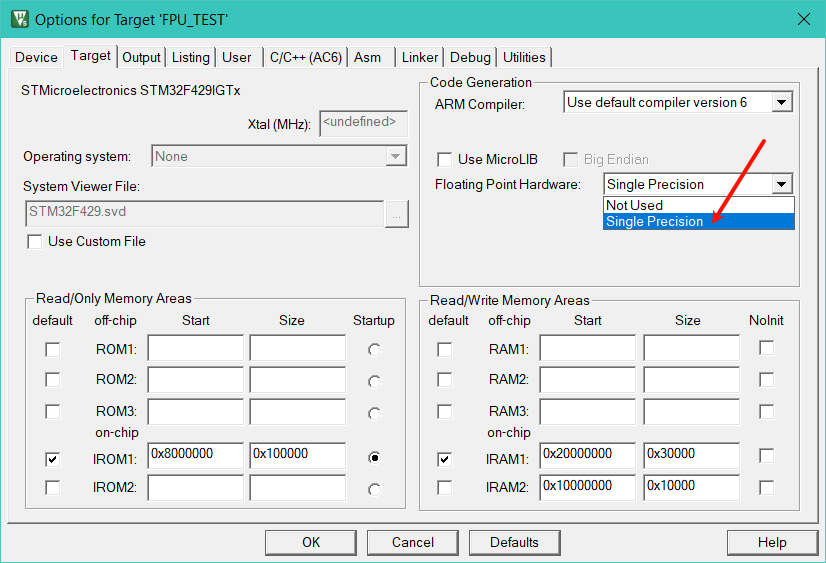 Options for Target 'FPU_TEST'
Device Target Output Listing User C/C++ (AC6) Asm Linker Debug Utilities
STMicroelectronics STM32F429IGTx
Xtal (MHz): <undefined>
Operating system: None
System Viewer File:
STM32F429.svd ...
Use Custom File
Code Generation
ARM Compiler: Use default compiler version 6
Use MicroLIB Big Endian
Floating Point Hardware: Single Precision
Not Used
Single Precision
Read/Only Memory Areas
default off-chip Start Size Startup
ROM1:
ROM2:
ROM3:
on-chip
IROM1: 0x8000000 0x100000
IROM2:
Read/Write Memory Areas
default off-chip Start Size NoInit
RAM1:
RAM2:
RAM3:
on-chip
IRAM1: 0x20000000 0x30000
IRAM2: 0x10000000 0x10000
OK Cancel Defaults Help